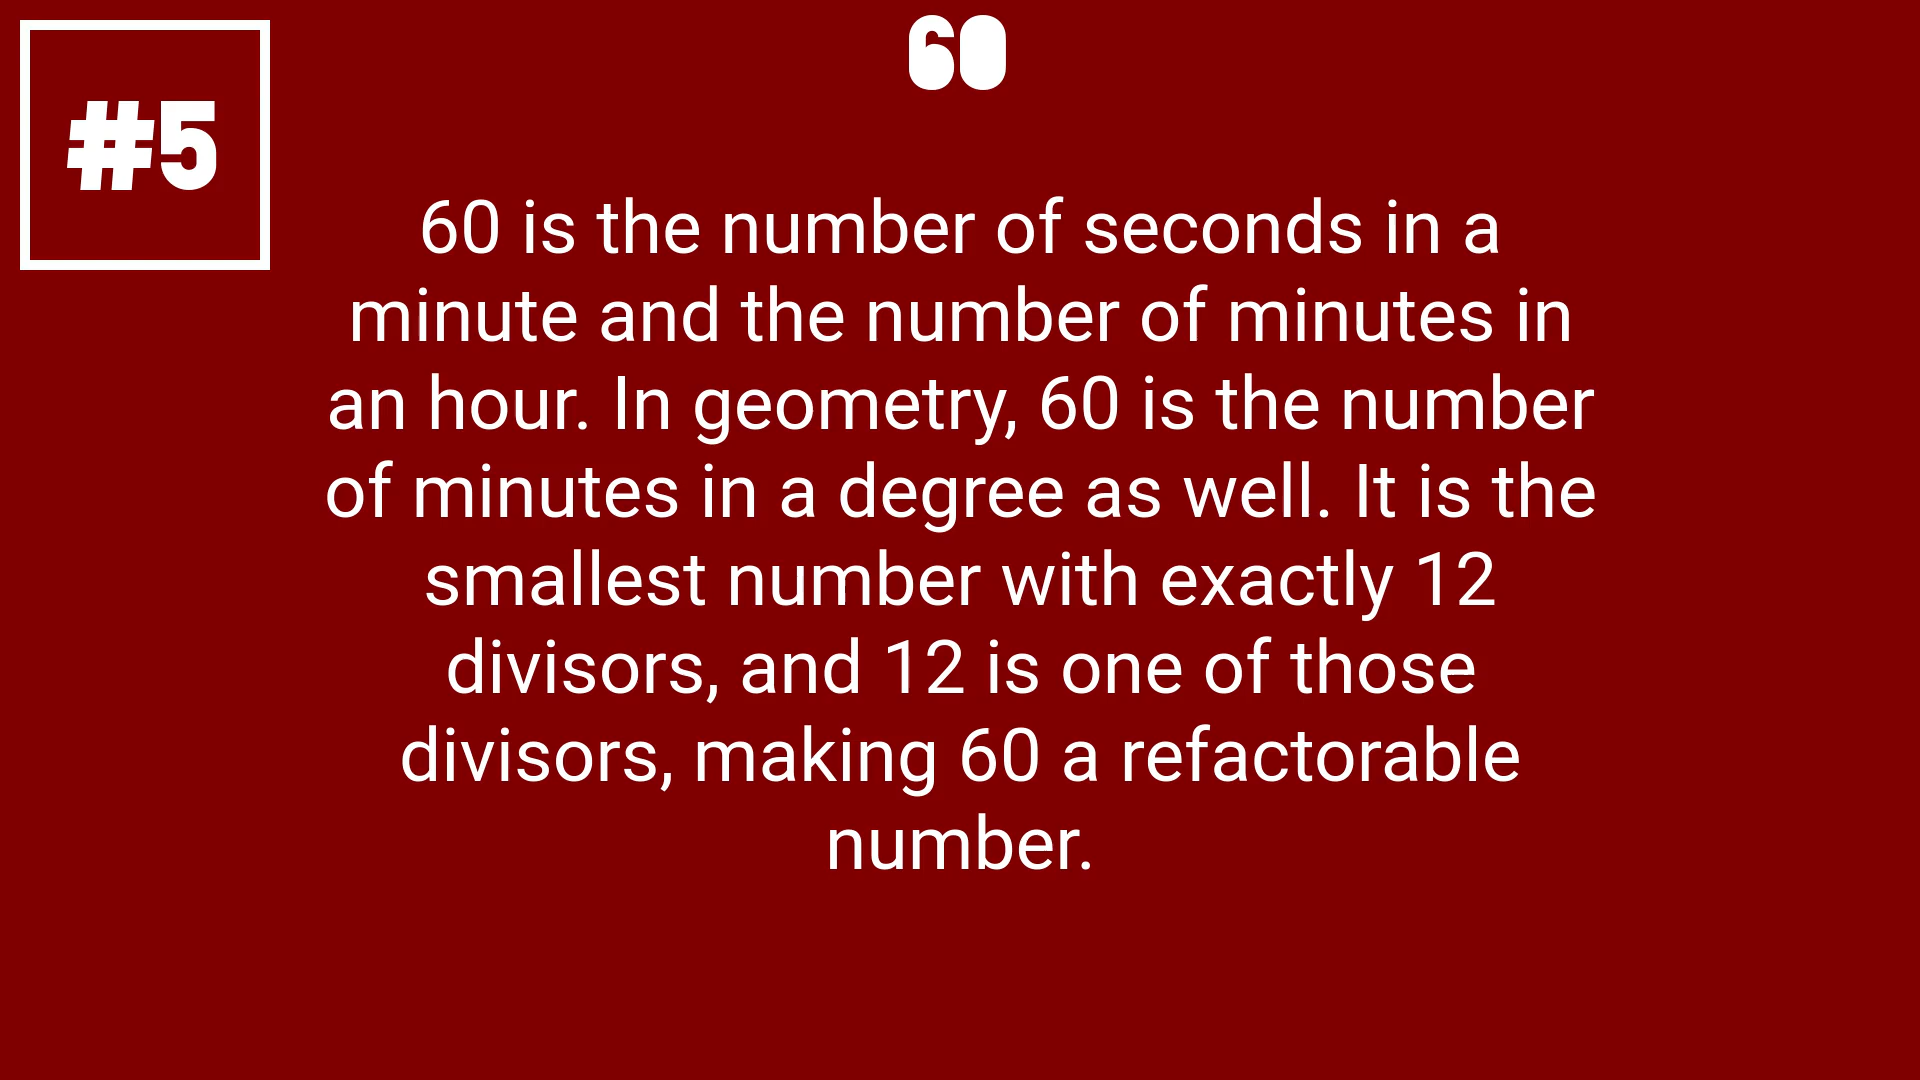 #5
60
60 is the number of seconds in a
minute and the number of minutes in
an hour. In geometry, 60 is the number
of minutes in a degree as well. It is the
smallest number with exactly 12
divisors, and 12 is one of those
divisors, making 60 a refactorable
number.